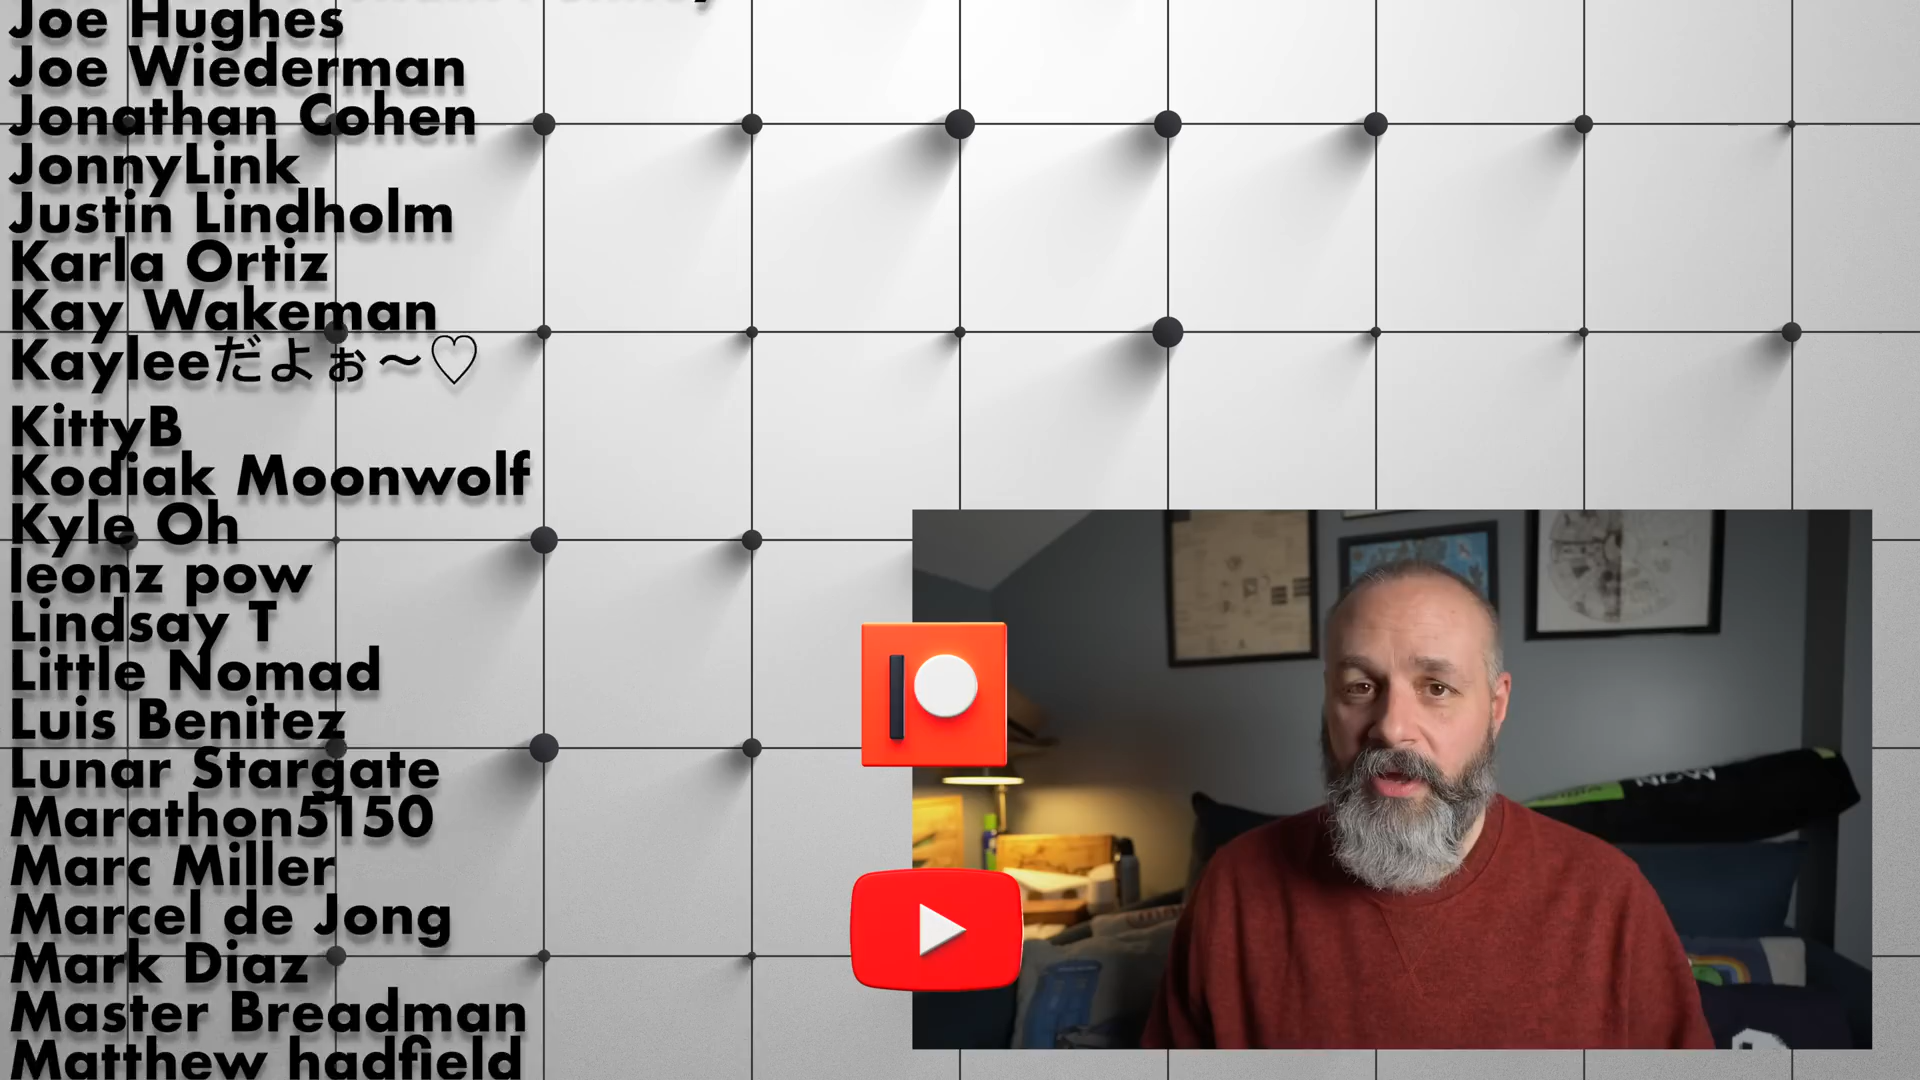 Joe Hughes
Joe Wiederman
Jonathan Cohen
JonnyLink
Justin Lindholm
Karla Ortiz
Kay Wakeman
Kayleeだよぉ～♡
KittyB
Kodiak Moonwolf
Kyle Oh
leonz pow
Lindsay T
Little Nomad
Luis Benitez
Lunar Stargate
Marathon5150
Marc Miller
Marcel de Jong
Mark Diaz
Master Breadman
Matthew hadfield